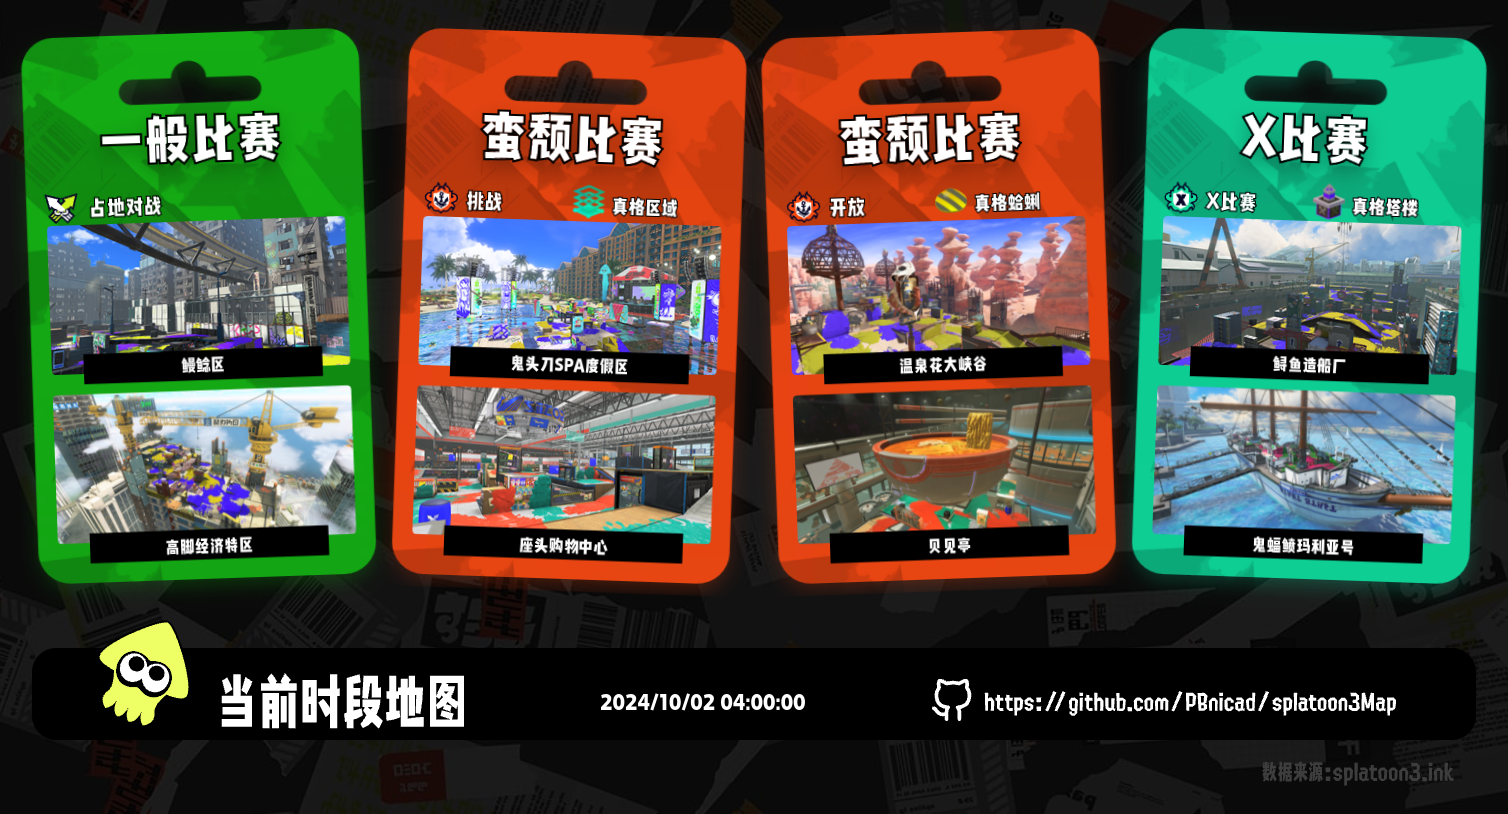 一般比赛
占地对战
鳗鲶区
高脚经济特区
蛮颓比赛
挑战
真格区域
鬼头刀SPA度假区
座头购物中心
蛮颓比赛
开放
真格蛤蜊
温泉花大峡谷
贝贝亭
X比赛
X比赛
真格塔楼
鲟鱼造船厂
鬼蝠鲼玛利亚号
当前时段地图
2024/10/02 04:00:00
https://github.com/PBnicad/splatoon3Map
数据来源:splatoon3.ink